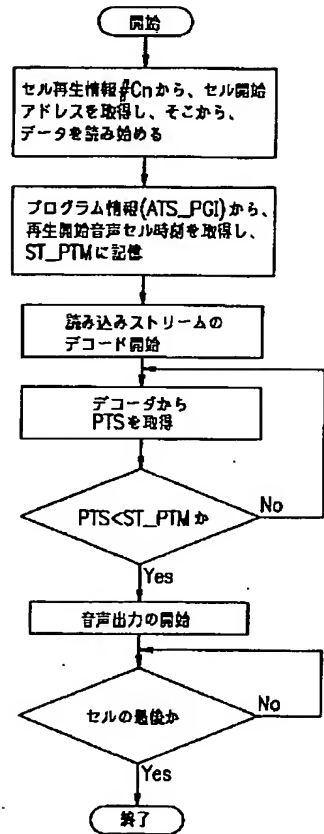 開始
セル再生情報#Cnから、セル開始
アドレスを取得し、そこから、
データを読み始める
プログラム情報(ATS_PGI)から、
再生開始音声セル時刻を取得し、
ST_PTMに記憶
読み込みストリームの
デコード開始
デコーダから
PTSを取得
PTS<ST_PTMか
No
Yes
音声出力の開始
セルの最後か
No
Yes
終了